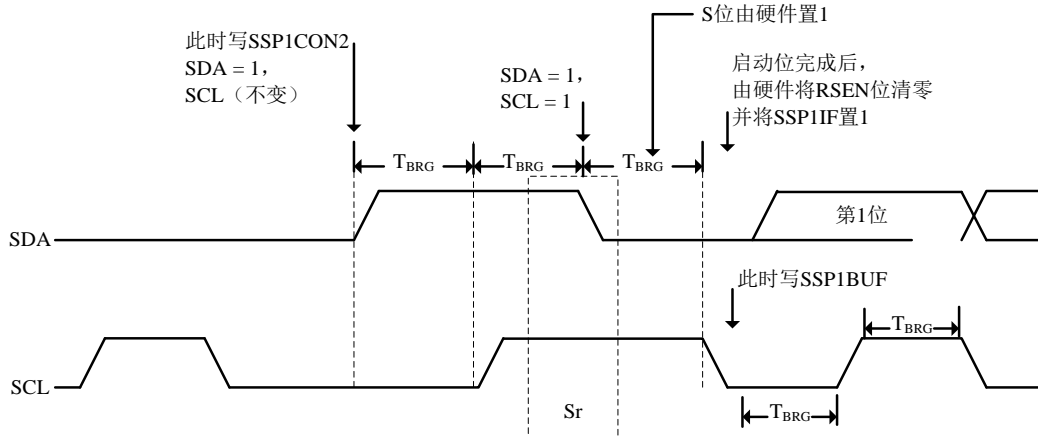 S位由硬件置1
此时写SSP1CON2
SDA = 1，
SCL（不变）
SDA = 1，
SCL = 1
启动位完成后，
由硬件将RSEN位清零
并将SSP1IF置1
TBRG
TBRG
TBRG
第1位
SDA
此时写SSP1BUF
TBRG
SCL
Sr
TBRG